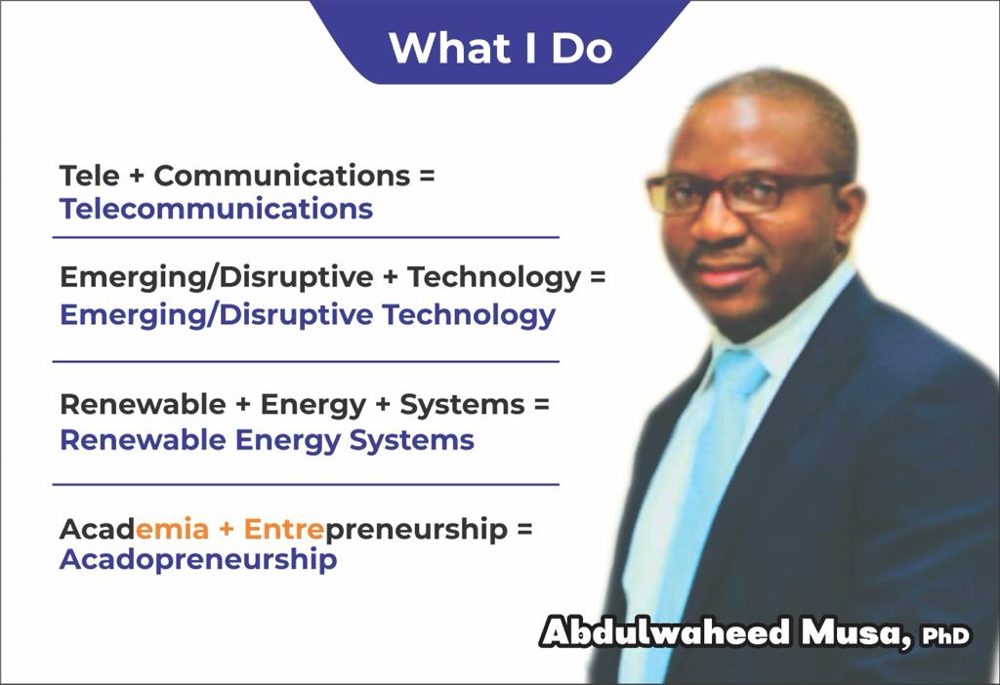 What I Do
Tele + Communications =
Telecommunications
Emerging/Disruptive + Technology =
Emerging/Disruptive Technology
Renewable + Energy + Systems =
Renewable Energy Systems
Academia + Entrepreneurship =
Acadopreneurship
Abdulwaheed Musa, PhD